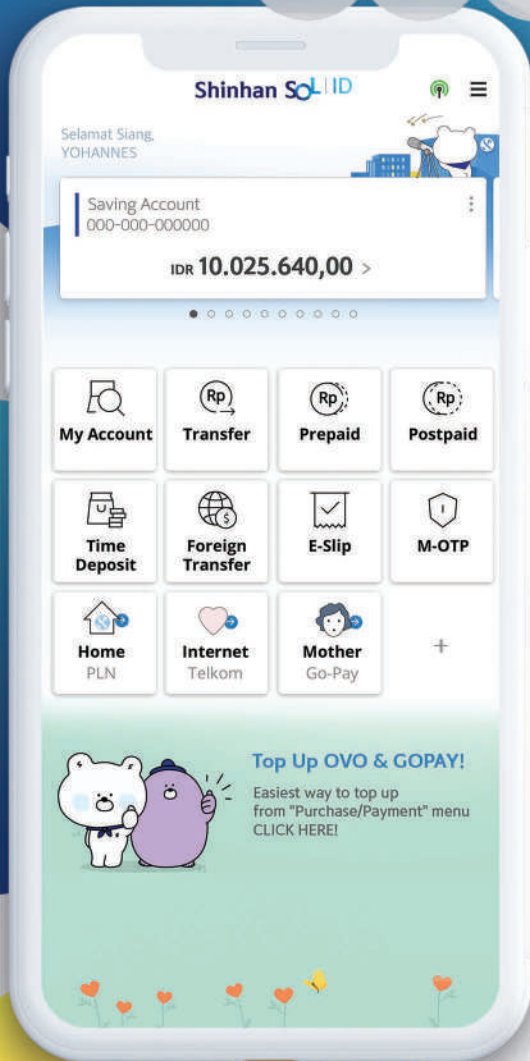 Shinhan SOL ID
Selamat Siang,
YOHANNES
Saving Account
000-000-000000
IDR 10.025.640,00 >
My Account
Transfer
Prepaid
Postpaid
Time
Deposit
Foreign
Transfer
E-Slip
M-OTP
Home
PLN
Internet
Telkom
Mother
Go-Pay
+
Top Up OVO & GOPAY!
Easiest way to top up
from "Purchase/Payment" menu
CLICK HERE!